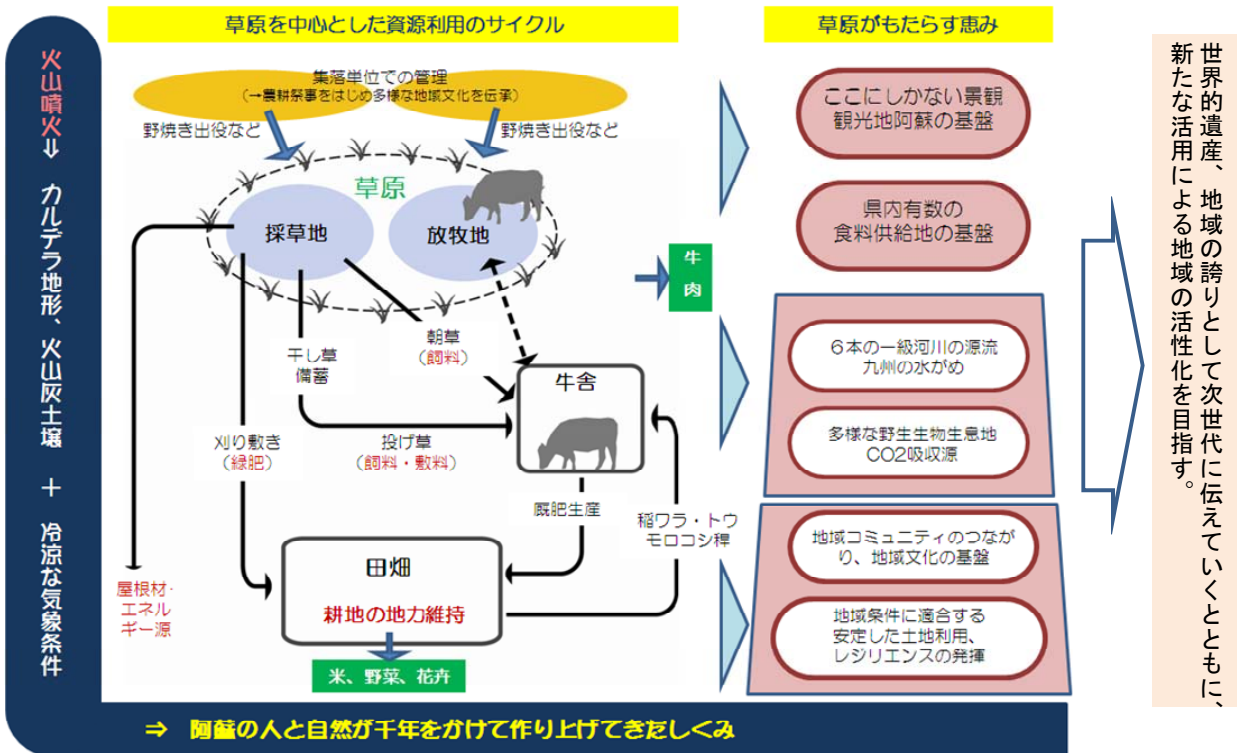 火山噴火⇒ カルデラ地形、火山灰土壌 + 冷涼な気象条件
草原を中心とした資源利用のサイクル
集落単位での管理
(→農耕祭事をはじめ多様な地域文化を伝承)
野焼き出役など
野焼き出役など
草原
採草地
放牧地
牛
肉
朝草
(飼料)
干し草
備蓄
牛舎
刈り敷き
(緑肥)
投げ草
(飼料・敷料)
厩肥生産
稲ワラ・トウ
モロコシ稈
田畑
耕地の地力維持
屋根材・
エネル
ギー源
米、野菜、花卉
草原がもたらす恵み
ここにしかない景観
観光地阿蘇の基盤
県内有数の
食料供給地の基盤
6本の一級河川の源流
九州の水がめ
多様な野生生物生息地
CO2吸収源
地域コミュニティのつなが
り、地域文化の基盤
地域条件に適合する
安定した土地利用、
レジリエンスの発揮
世界的遺産、地域の誇りとして次世代に伝えていくとともに、
新たな活用による地域の活性化を目指す。
⇒ 阿蘇の人と自然が千年をかけて作り上げてきたしくみ